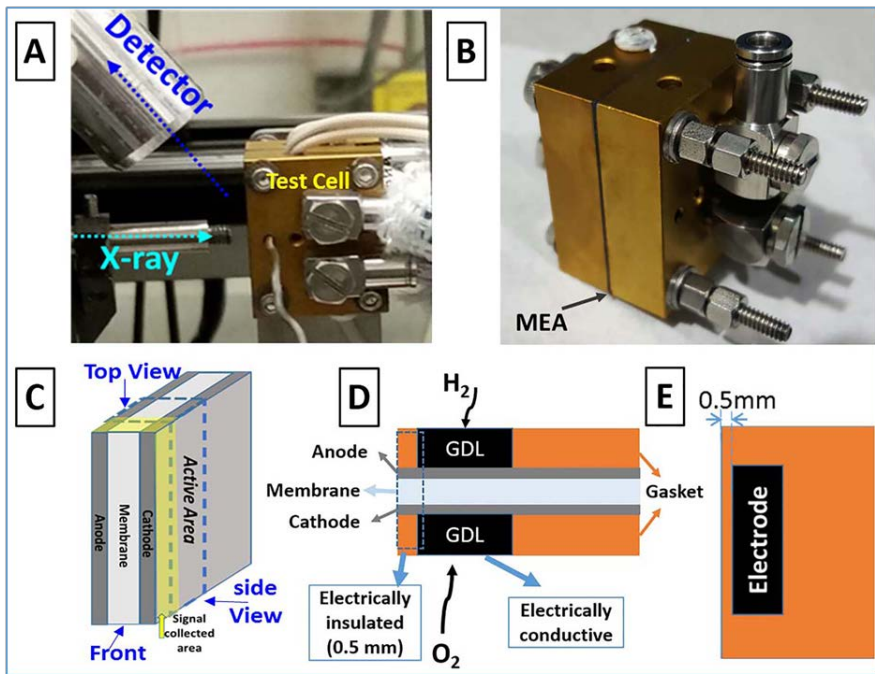 A
Detector
Test Cell
X-ray
B
MEA
C
Top View
Anode
Membrane
Cathode
Active Area
side
View
Signal
collected
area
Front
D
H2
GDL
Anode
Membrane
Cathode
Gasket
GDL
Electrically
insulated
(0.5 mm)
O2
Electrically
conductive
E
0.5mm
Electrode